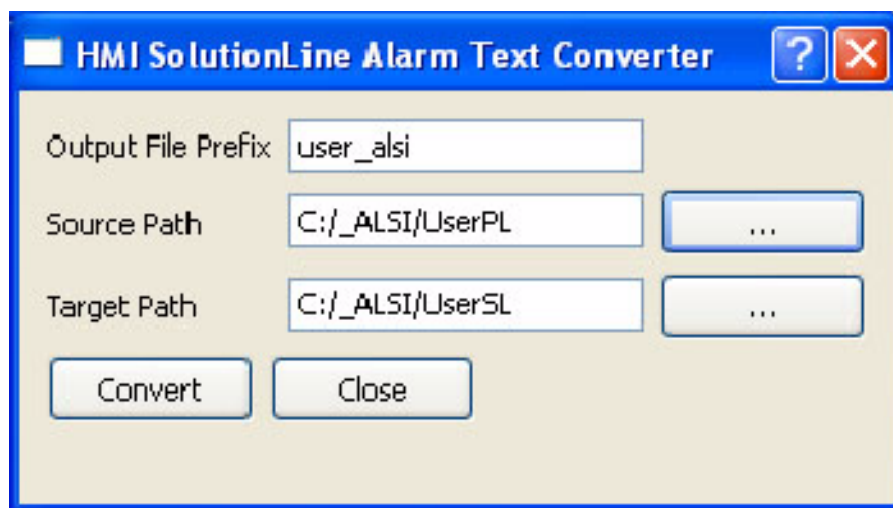 HMI SolutionLine Alarm Text Converter ?
Output File Prefix user_alsi
Source Path C:/_ALSI/UserPL ...
Target Path C:/_ALSI/UserSL ...
Convert Close